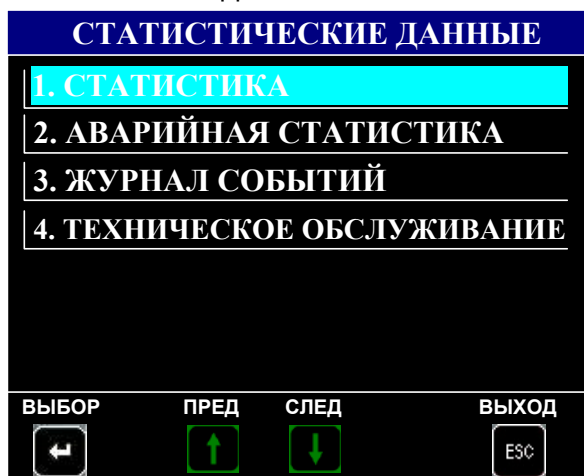 СТАТИСТИЧЕСКИЕ ДАННЫЕ
1. СТАТИСТИКА
2. АВАРИЙНАЯ СТАТИСТИКА
3. ЖУРНАЛ СОБЫТИЙ
4. ТЕХНИЧЕСКОЕ ОБСЛУЖИВАНИЕ
ВЫБОР ПРЕД СЛЕД ВЫХОД
ESC